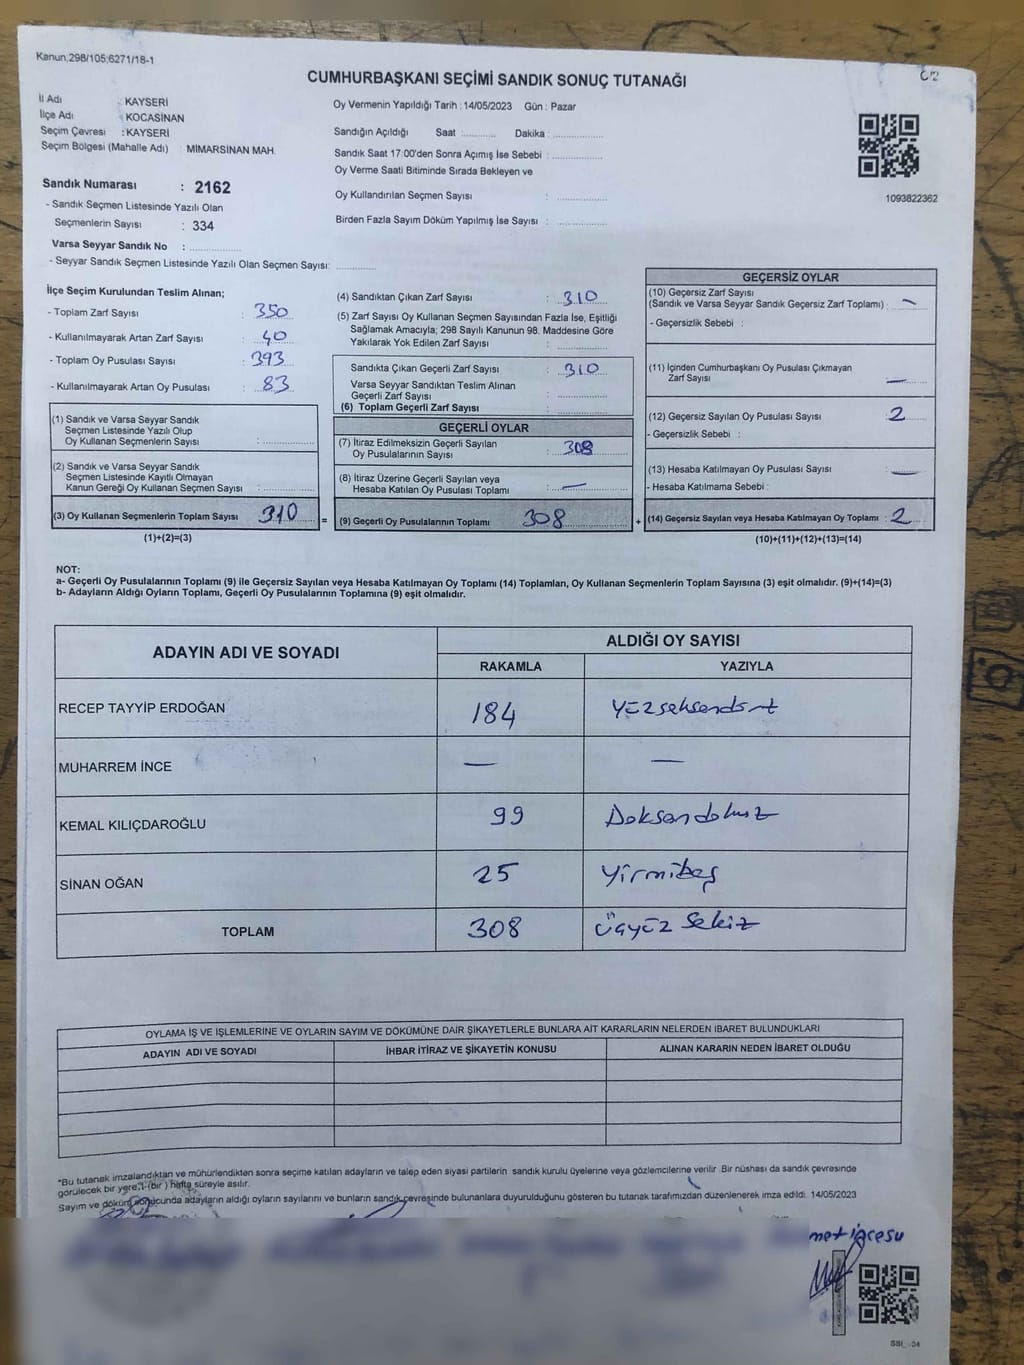 Kanun,298/105;6271/18-1
CUMHURBAŞKANI SEÇİMİ SANDIK SONUÇ TUTANAĞI
İl Adı : KAYSERİ
İlçe Adı : KOCASİNAN
Seçim Çevresi : KAYSERİ
Seçim Bölgesi (Mahalle Adı) : MİMARSİNAN MAH.
Sandık Numarası : 2162
- Sandık Seçmen Listesinde Yazılı Olan
Seçmenlerin Sayısı : 334
Varsa Seyyar Sandık No : ..............
- Seyyar Sandık Seçmen Listesinde Yazılı Olan Seçmen Sayısı: ............
Oy Vermenin Yapıldığı Tarih : 14/05/2023 Gün : Pazar
Sandığın Açıldığı Saat : ........... Dakika : ..............
Sandık Saat 17:00'den Sonra Açımış İse Sebebi : ..............
Oy Verme Saati Bitiminde Sırada Bekleyen ve
Oy Kullandırılan Seçmen Sayısı : ..............
Birden Fazla Sayım Döküm Yapılmış İse Sayısı : ..............
1093822362
İlçe Seçim Kurulundan Teslim Alınan;
- Toplam Zarf Sayısı : 350
- Kullanılmayarak Artan Zarf Sayısı : 40
- Toplam Oy Pusulası Sayısı : 393
- Kullanılmayarak Artan Oy Pusulası : 83
(1) Sandık ve Varsa Seyyar Sandık
Seçmen Listesinde Yazılı Olup
Oy Kullanan Seçmenlerin Sayısı : ..............
(2) Sandık ve Varsa Seyyar Sandık
Seçmen Listesinde Kayıtlı Olmayan
Kanun Gereği Oy Kullanan Seçmen Sayısı : ..............
(3) Oy Kullanan Seçmenlerin Toplam Sayısı 310
(1)+(2)=(3)
(4) Sandıktan Çıkan Zarf Sayısı : 310
(5) Zarf Sayısı Oy Kullanan Seçmen Sayısından Fazla İse, Eşitliği
Sağlamak Amacıyla; 298 Sayılı Kanunun 98. Maddesine Göre
Yakılarak Yok Edilen Zarf Sayısı : ..............
Sandıkta Çıkan Geçerli Zarf Sayısı : 310
Varsa Seyyar Sandıktan Teslim Alınan
Geçerli Zarf Sayısı : ..............
(6) Toplam Geçerli Zarf Sayısı : ..............
GEÇERLİ OYLAR
(7) İtiraz Edilmeksizin Geçerli Sayılan
Oy Pusulalarının Sayısı : 308
(8) İtiraz Üzerine Geçerli Sayılan veya
Hesaba Katılan Oy Pusulası Toplamı : —
= (9) Geçerli Oy Pusulalarının Toplamı 308
GEÇERSİZ OYLAR
(10) Geçersiz Zarf Sayısı
(Sandık ve Varsa Seyyar Sandık Geçersiz Zarf Toplamı) : —
- Geçersizlik Sebebi :
(11) İçinden Cumhurbaşkanı Oy Pusulası Çıkmayan
Zarf Sayısı : —
(12) Geçersiz Sayılan Oy Pusulası Sayısı : 2
- Geçersizlik Sebebi :
(13) Hesaba Katılmayan Oy Pusulası Sayısı : —
- Hesaba Katılmama Sebebi :
+ (14) Geçersiz Sayılan veya Hesaba Katılmayan Oy Toplamı : 2
(10)+(11)+(12)+(13)=(14)
NOT:
a- Geçerli Oy Pusulalarının Toplamı (9) ile Geçersiz Sayılan veya Hesaba Katılmayan Oy Toplamı (14) Toplamları, Oy Kullanan Seçmenlerin Toplam Sayısına (3) eşit olmalıdır. (9)+(14)=(3)
b- Adayların Aldığı Oyların Toplamı, Geçerli Oy Pusulalarının Toplamına (9) eşit olmalıdır.
ADAYIN ADI VE SOYADI ALDIĞI OY SAYISI
RAKAMLA YAZIYLA
RECEP TAYYİP ERDOĞAN 184 Yüzseksendört
MUHARREM İNCE — —
KEMAL KILIÇDAROĞLU 99 Doksandokuz
SİNAN OĞAN 25 Yirmibeş
TOPLAM 308 Üçyüz Sekiz
OYLAMA İŞ VE İŞLEMLERİNE VE OYLARIN SAYIM VE DÖKÜMÜNE DAİR ŞİKAYETLERLE BUNLARA AİT KARARLARIN NELERDEN İBARET BULUNDUKLARI
ADAYIN ADI VE SOYADI İHBAR İTİRAZ VE ŞİKAYETİN KONUSU ALINAN KARARIN NEDEN İBARET OLDUĞU
*Bu tutanak imzalandıktan ve mühürlendikten sonra seçime katılan adayların ve talep eden siyasi partilerin sandık kurulu üyelerine veya gözlemcilerine verilir. Bir nüshası da sandık çevresinde
görülecek bir yere 1 (bir ) hafta süreyle asılır.
Sayım ve döküm sonucunda adayların aldığı oyların sayılarını ve bunların sandık çevresinde bulunanlara duyurulduğunu gösteren bu tutanak tarafımızdan düzenlenerek imza edildi. 14/05/2023